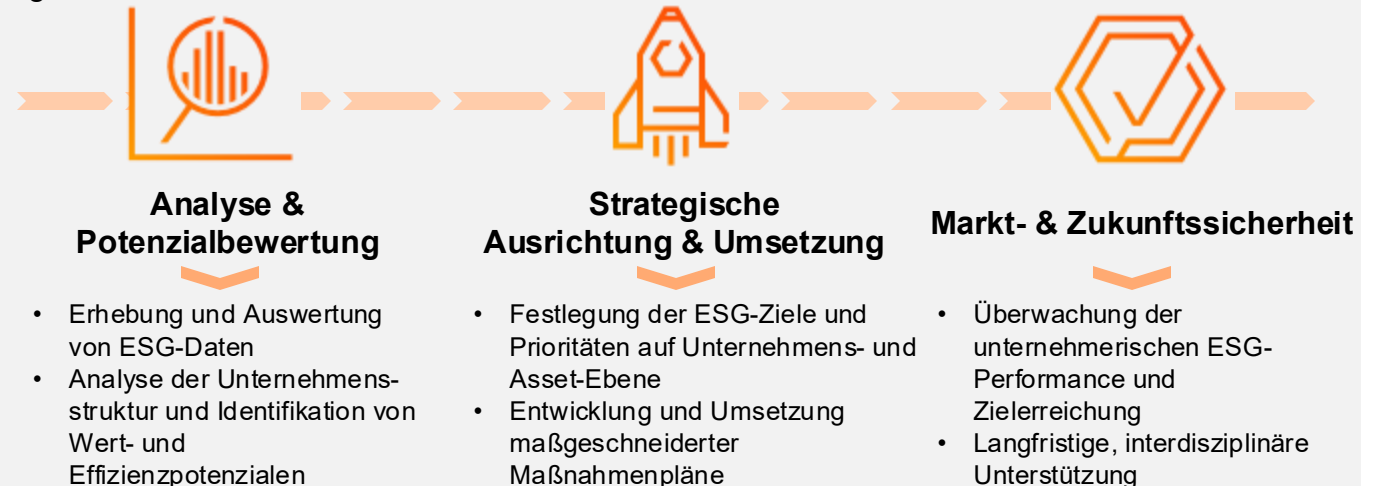 Analyse &
Potenzialbewertung
Strategische
Ausrichtung & Umsetzung
Markt- & Zukunftssicherheit
• Erhebung und Auswertung
von ESG-Daten
• Analyse der Unternehmens-
struktur und Identifikation von
Wert- und
Effizienzpotenzialen
• Festlegung der ESG-Ziele und
Prioritäten auf Unternehmens- und
Asset-Ebene
• Entwicklung und Umsetzung
maßgeschneiderter
Maßnahmenpläne
• Überwachung der
unternehmerischen ESG-
Performance und
Zielerreichung
• Langfristige, interdisziplinäre
Unterstützung